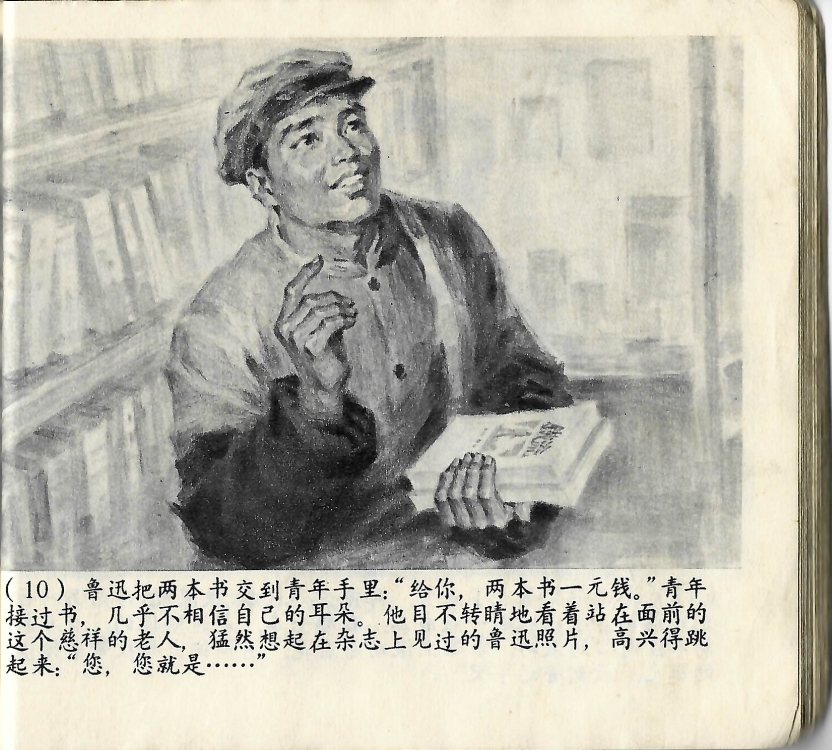 (10) 鲁迅把两本书交到青年手里：“给你，两本书一元钱。”青年
接过书，几乎不相信自己的耳朵。他目不转睛地看着站在面前的
这个慈祥的老人，猛然想起在杂志上见过的鲁迅照片，高兴得跳
起来：“您，您就是……”